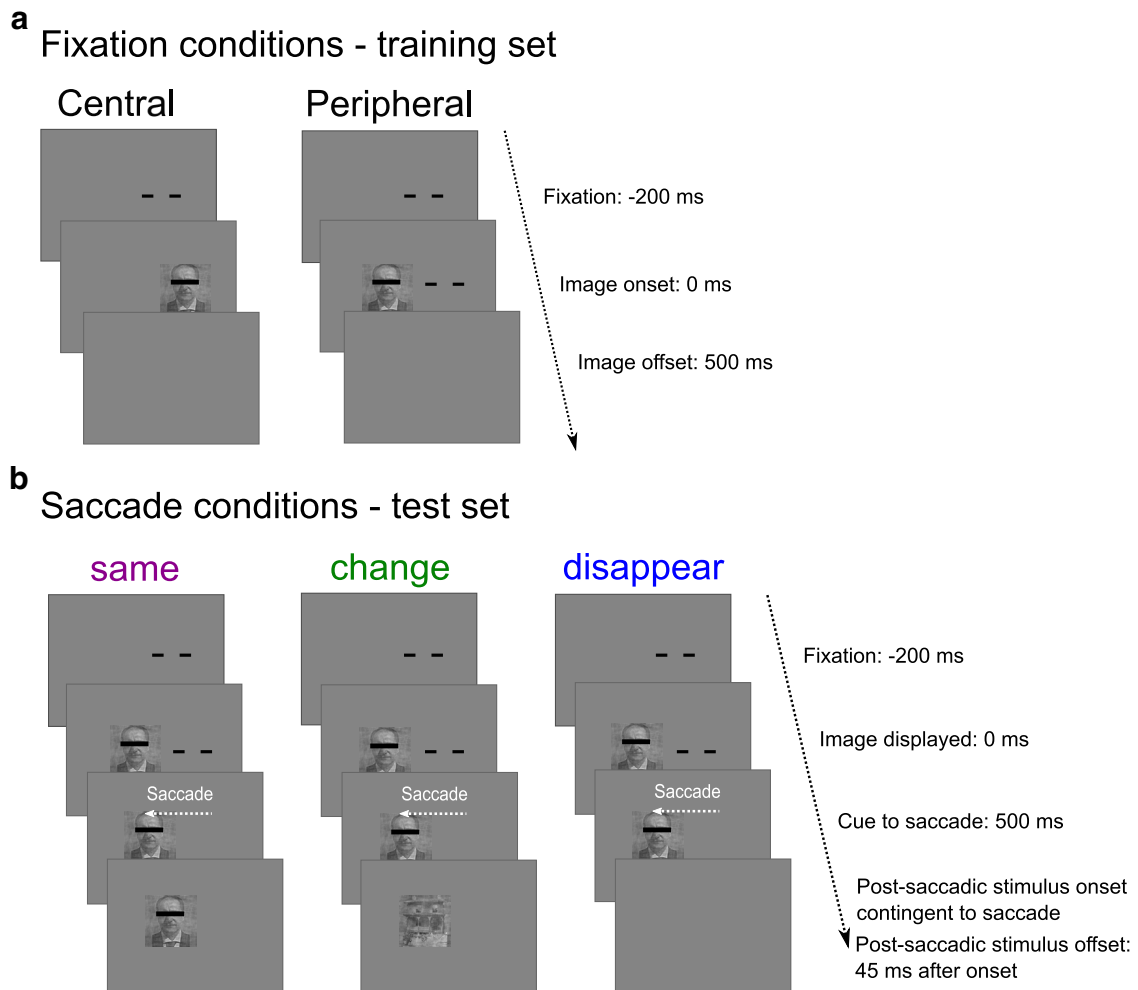 a
Fixation conditions - training set
Central
Peripheral
Fixation: -200 ms
Image onset: 0 ms
Image offset: 500 ms
b
Saccade conditions - test set
same
change
disappear
Fixation: -200 ms
Image displayed: 0 ms
Saccade
Saccade
Saccade
Cue to saccade: 500 ms
Post-saccadic stimulus onset
contingent to saccade
Post-saccadic stimulus offset:
45 ms after onset